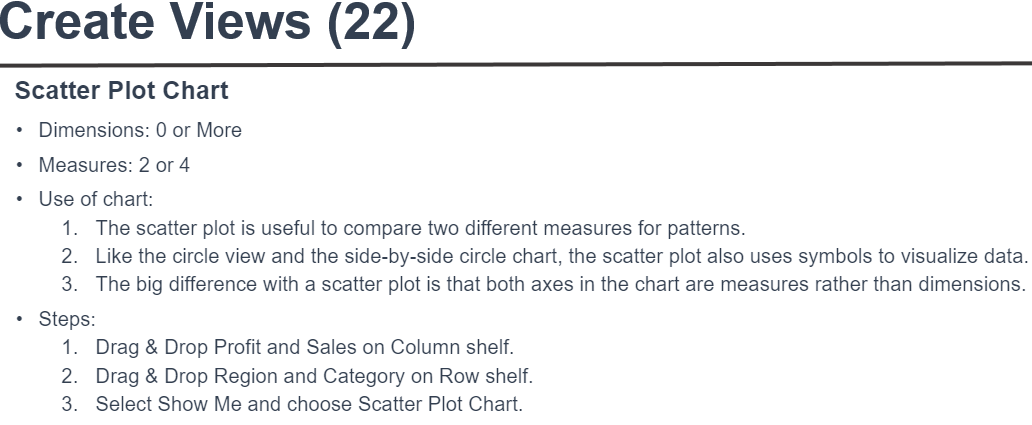 Create Views (22)
Scatter Plot Chart
• Dimensions: 0 or More
• Measures: 2 or 4
• Use of chart:
1. The scatter plot is useful to compare two different measures for patterns.
2. Like the circle view and the side-by-side circle chart, the scatter plot also uses symbols to visualize data.
3. The big difference with a scatter plot is that both axes in the chart are measures rather than dimensions.
• Steps:
1. Drag & Drop Profit and Sales on Column shelf.
2. Drag & Drop Region and Category on Row shelf.
3. Select Show Me and choose Scatter Plot Chart.